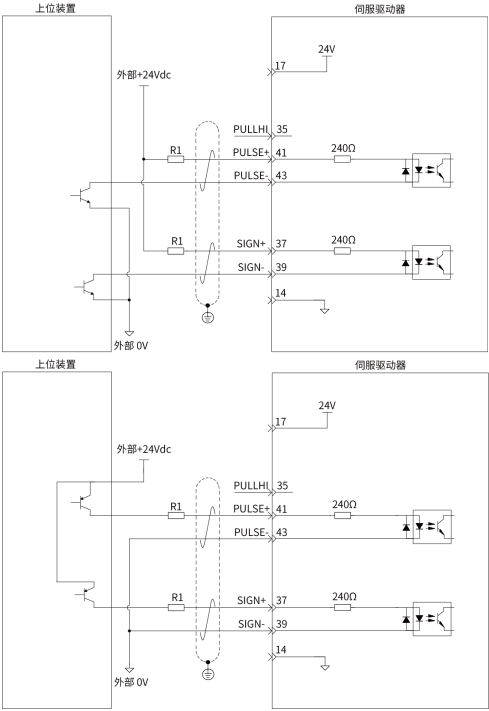 上位装置
伺服驱动器
24V
17
外部+24Vdc
PULLHI 35
R1 PULSE+ 41 240Ω
PULSE- 43
R1 SIGN+ 37 240Ω
SIGN- 39
14
外部 0V
上位装置
伺服驱动器
24V
17
外部+24Vdc
PULLHI 35
R1 PULSE+ 41 240Ω
PULSE- 43
R1 SIGN+ 37 240Ω
SIGN- 39
14
外部 0V